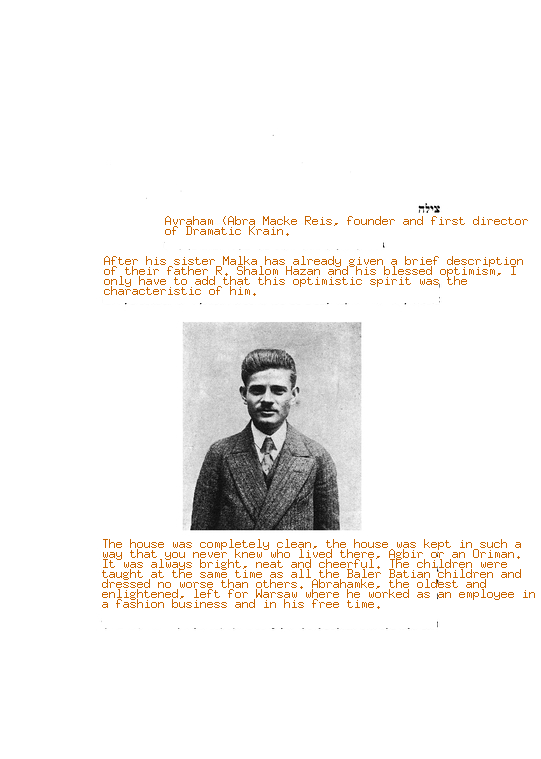 צילה
Avraham (Abra Macke Reis, founder and first director
of Dramatic Krain.
After his sister Malka has already given a brief description
of their father R. Shalom Hazan and his blessed optimism, I
only have to add that this optimistic spirit was the
characteristic of him.
The house was completely clean, the house was kept in such a
way that you never knew who lived there, Agbir or an Oriman.
It was always bright, neat and cheerful. The children were
taught at the same time as all the Baler Batian children and
dressed no worse than others. Abrahamke, the oldest and
enlightened, left for Warsaw where he worked as an employee in
a fashion business and in his free time.